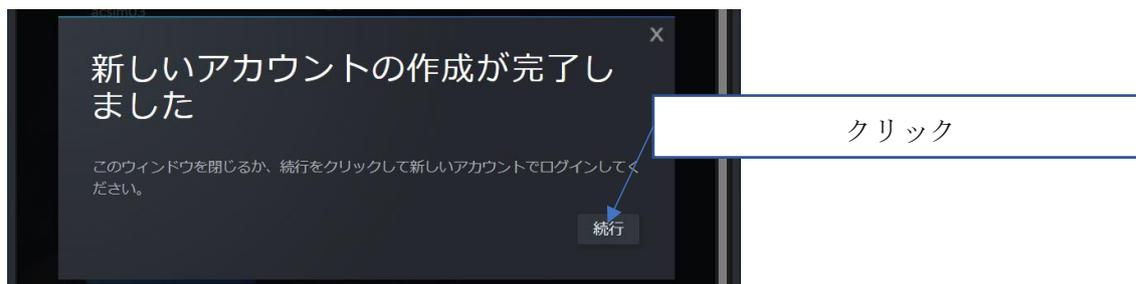 acsim03
X
新しいアカウントの作成が完了し
ました
クリック
このウィンドウを閉じるか、続行をクリックして新しいアカウントでログインしてく
ださい。
続行